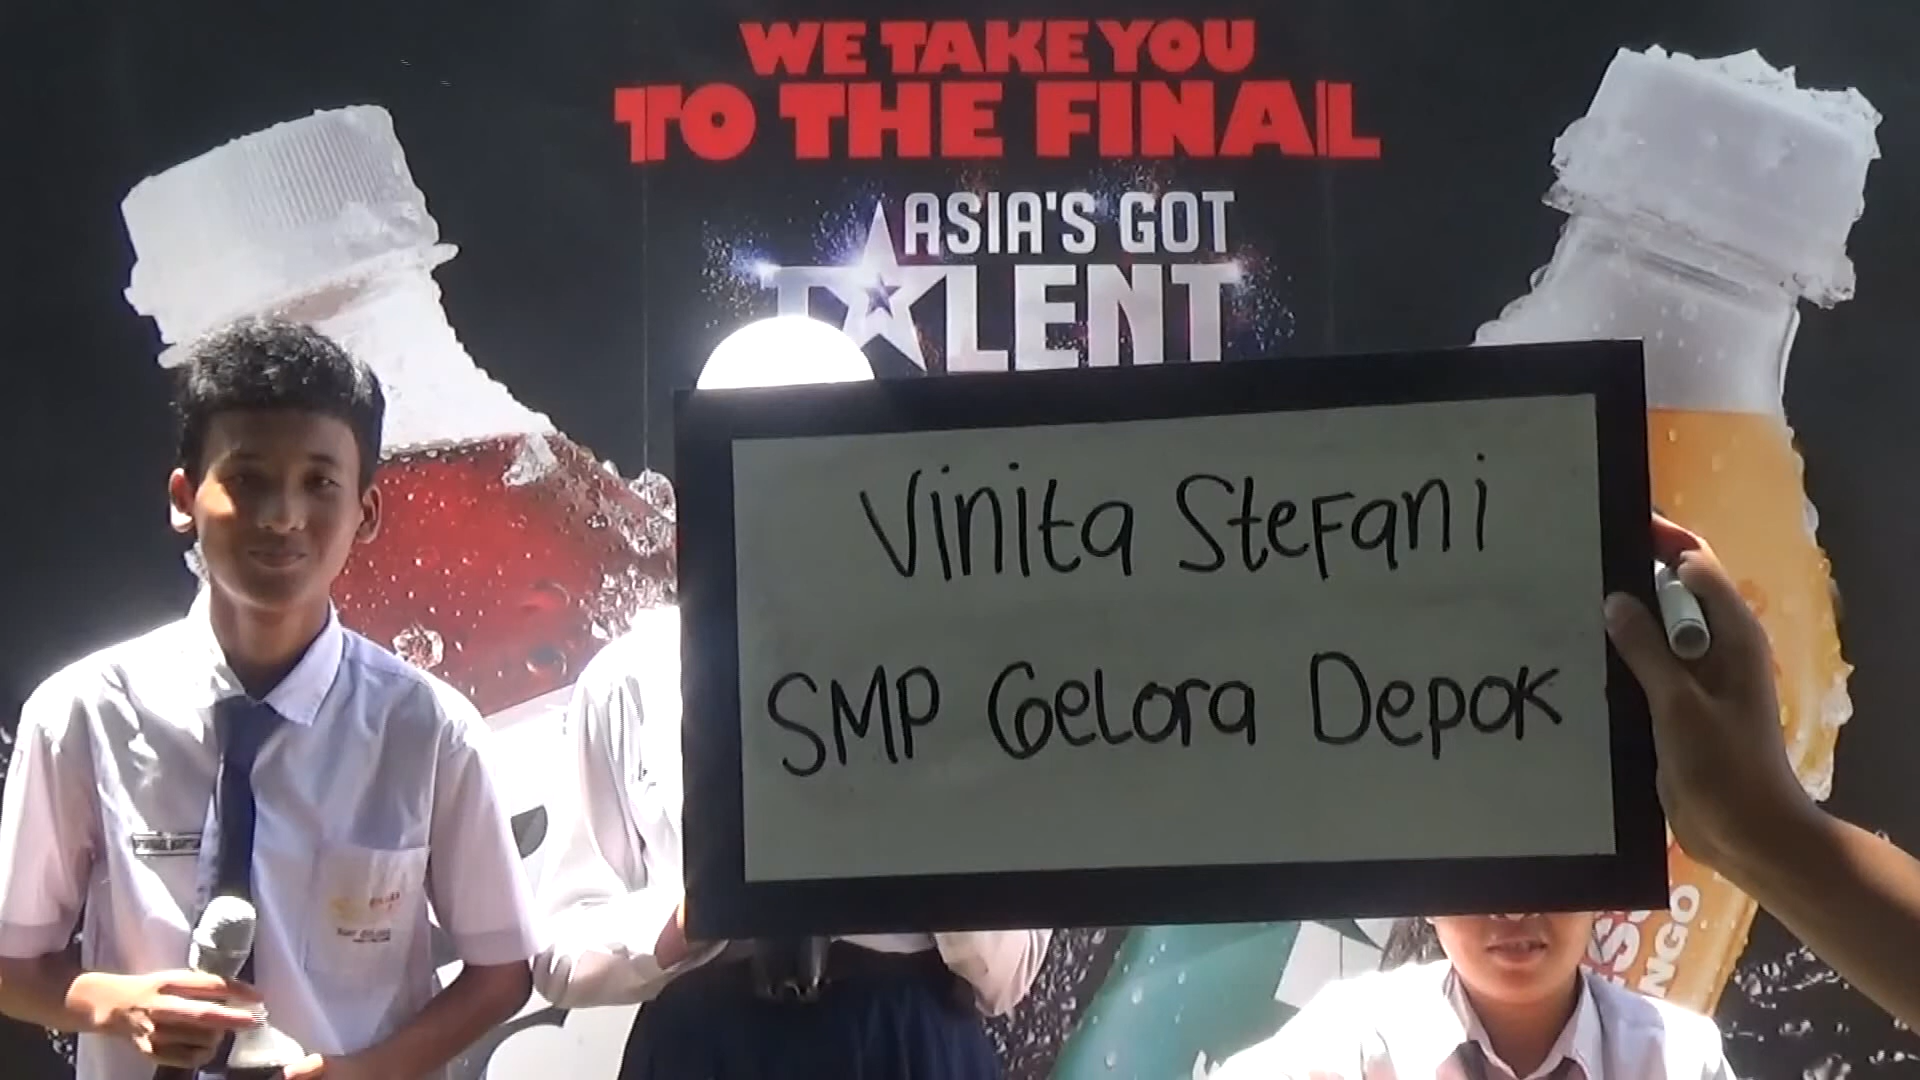 WE TAKE YOU
TO THE FINAL
ASIA'S GOT
TALENT
Vinita Stefani
SMP Gelora Depok